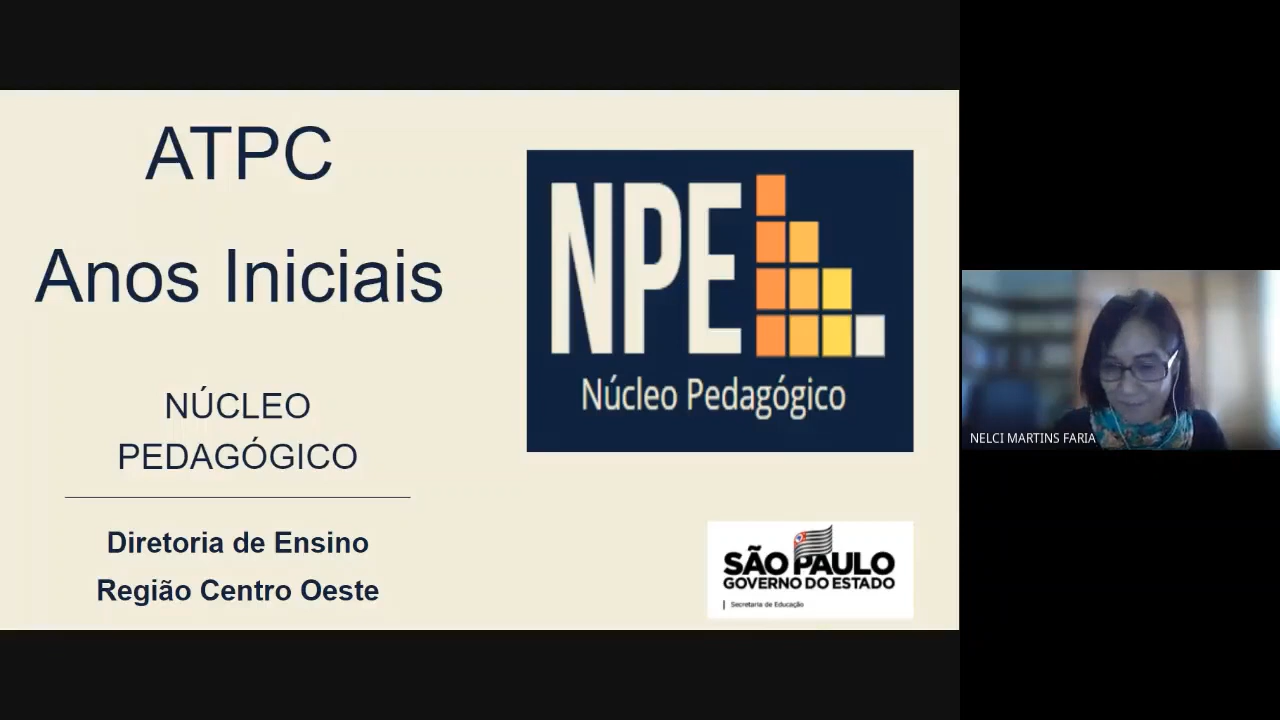 ATPC
Anos Iniciais
NÚCLEO
PEDAGÓGICO
Diretoria de Ensino
Região Centro Oeste
NPE
Núcleo Pedagógico
SÃO PAULO
GOVERNO DO ESTADO
Secretaria de Educação
NELCI MARTINS FARIA